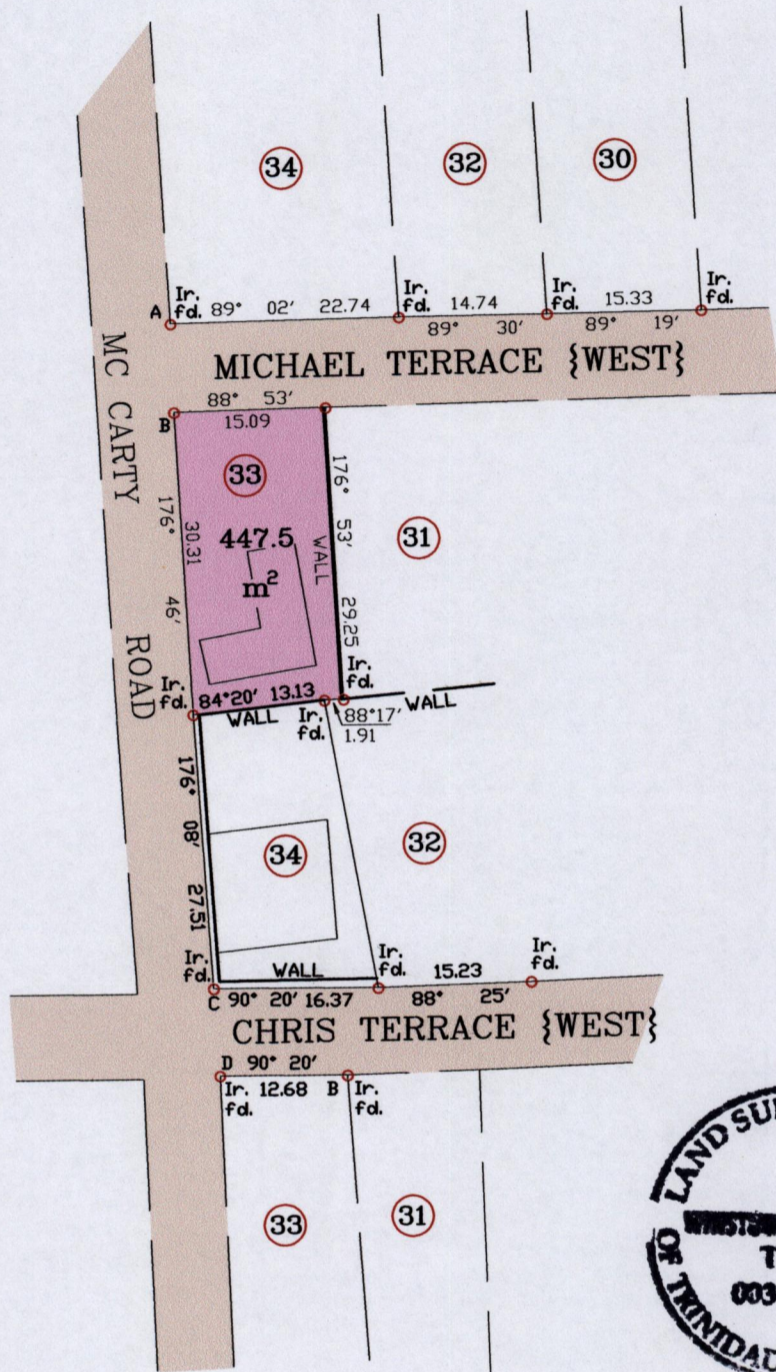 34
32
30
Ir.
fd.
A
89° 02′ 22.74
Ir.
fd.
14.74
89° 30′
Ir.
fd.
15.33
89° 19′
Ir.
fd.
MC CARTY ROAD
MICHAEL TERRACE {WEST}
88° 53′
15.09
B
33
176° 53′ 29.25
WALL
31
176° 46′
30.31
447.5
m²
Ir.
fd.
Ir.
fd.
84°20′ 13.13
WALL
Ir.
fd.
88°17′
1.91
WALL
176° 08′ 27.51
34
32
Ir.
fd.
WALL
Ir.
fd.
15.23
Ir.
fd.
C
90° 20′ 16.37
88° 25′
CHRIS TERRACE {WEST}
D
90° 20′
Ir.
fd.
12.68
B
Ir.
fd.
33
31
LAND
OF TRINIDAD